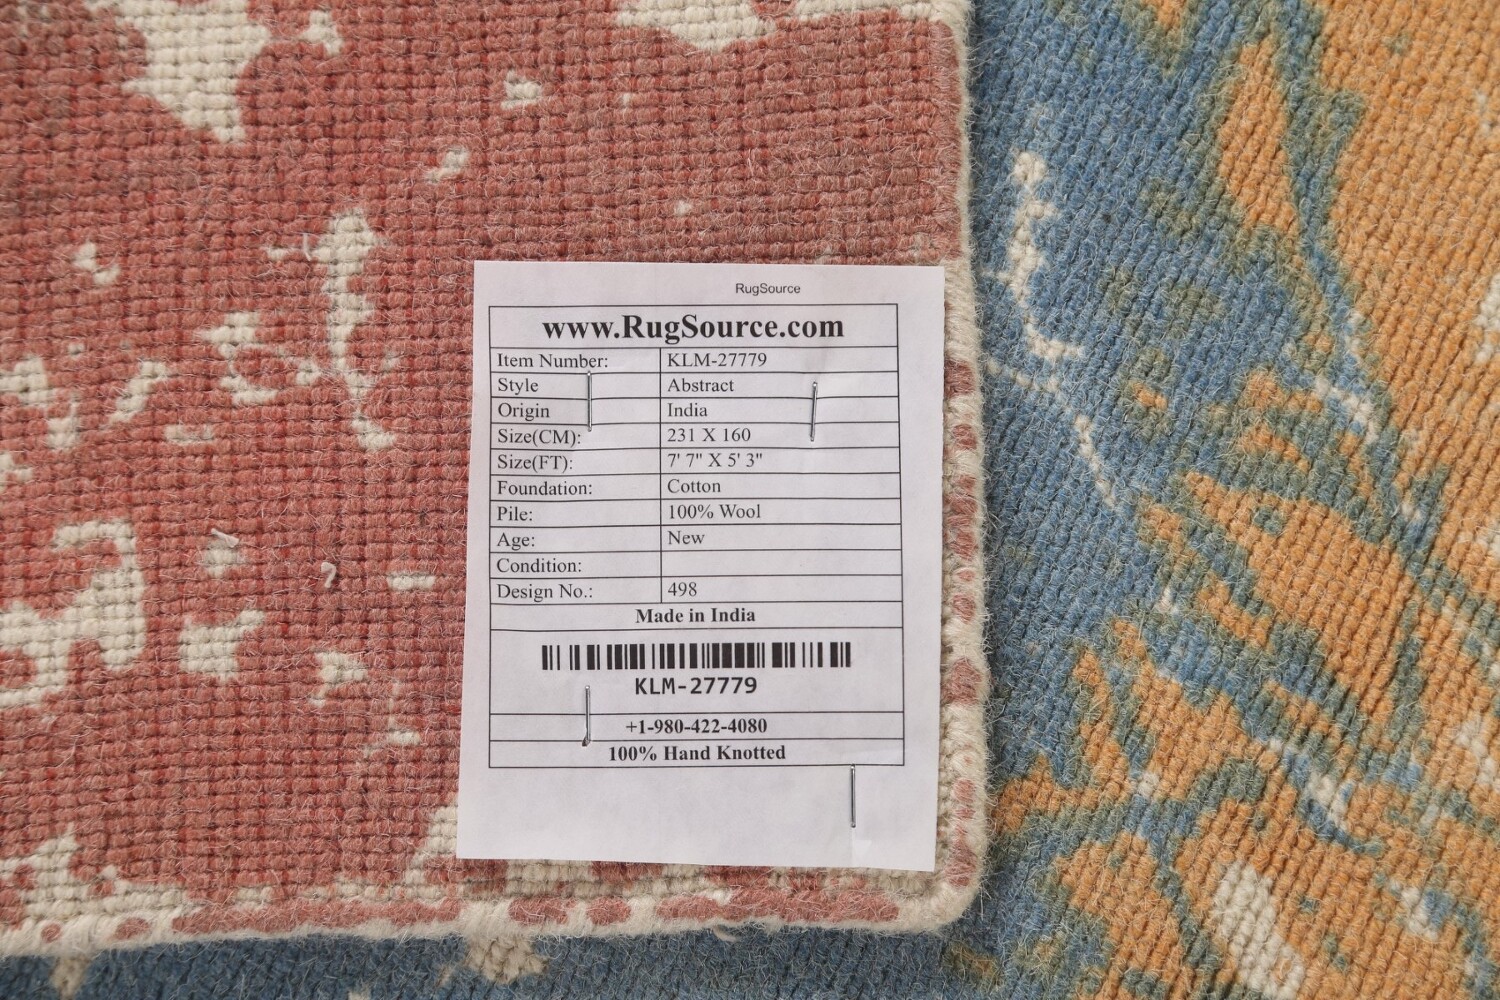 RugSource
www.RugSource.com
Item Number: KLM-27779
Style Abstract
Origin India
Size(CM): 231 X 160
Size(FT): 7' 7" X 5' 3"
Foundation: Cotton
Pile: 100% Wool
Age: New
Condition:
Design No.: 498
Made in India
KLM-27779
+1-980-422-4080
100% Hand Knotted